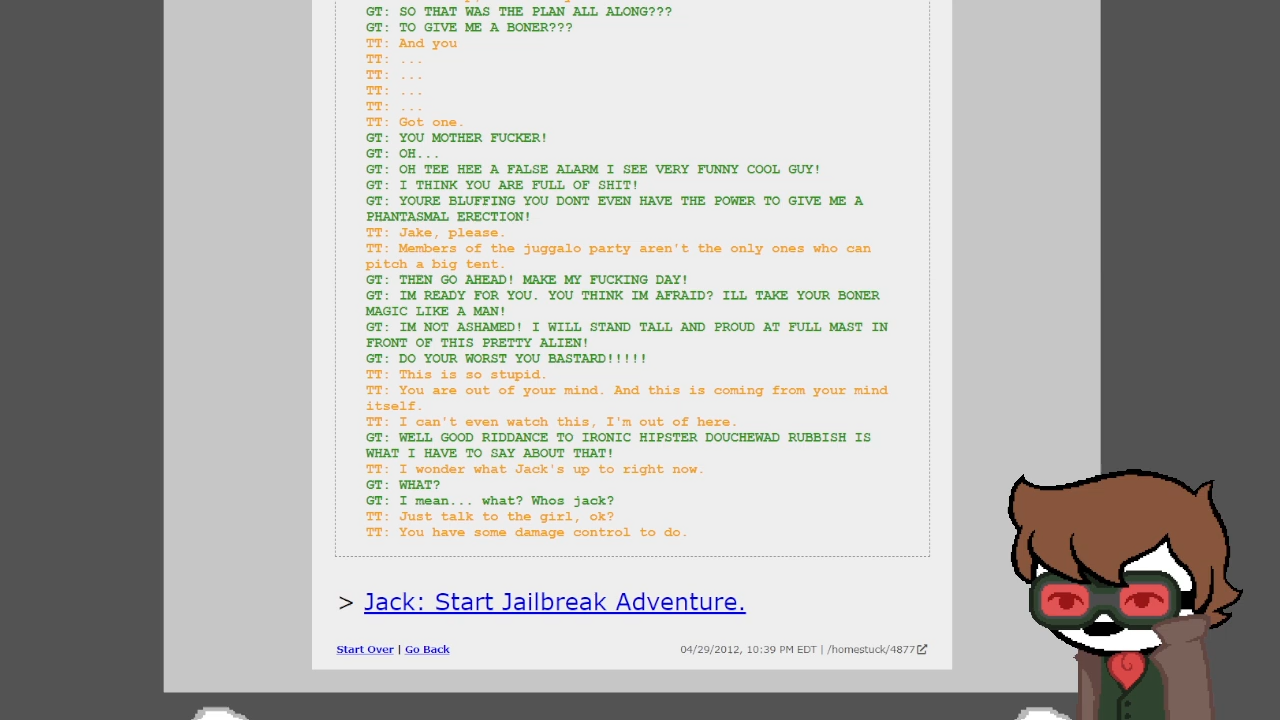 GT: SO THAT WAS THE PLAN ALL ALONG???
GT: TO GIVE ME A BONER???
TT: And you
TT: ...
TT: ...
TT: ...
TT: ...
TT: Got one.
GT: YOU MOTHER FUCKER!
GT: OH...
GT: OH TEE HEE A FALSE ALARM I SEE VERY FUNNY COOL GUY!
GT: I THINK YOU ARE FULL OF SHIT!
GT: YOURE BLUFFING YOU DONT EVEN HAVE THE POWER TO GIVE ME A
PHANTASMAL ERECTION!
TT: Jake, please.
TT: Members of the juggalo party aren't the only ones who can
pitch a big tent.
GT: THEN GO AHEAD! MAKE MY FUCKING DAY!
GT: IM READY FOR YOU. YOU THINK IM AFRAID? ILL TAKE YOUR BONER
MAGIC LIKE A MAN!
GT: IM NOT ASHAMED! I WILL STAND TALL AND PROUD AT FULL MAST IN
FRONT OF THIS PRETTY ALIEN!
GT: DO YOUR WORST YOU BASTARD!!!!!
TT: This is so stupid.
TT: You are out of your mind. And this is coming from your mind
itself.
TT: I can't even watch this, I'm out of here.
GT: WELL GOOD RIDDANCE TO IRONIC HIPSTER DOUCHEWAD RUBBISH IS
WHAT I HAVE TO SAY ABOUT THAT!
TT: I wonder what Jack's up to right now.
GT: WHAT?
GT: I mean... what? Whos jack?
TT: Just talk to the girl, ok?
TT: You have some damage control to do.
> Jack: Start Jailbreak Adventure.
Start Over | Go Back
04/29/2012, 10:39 PM EDT | /homestuck/4877